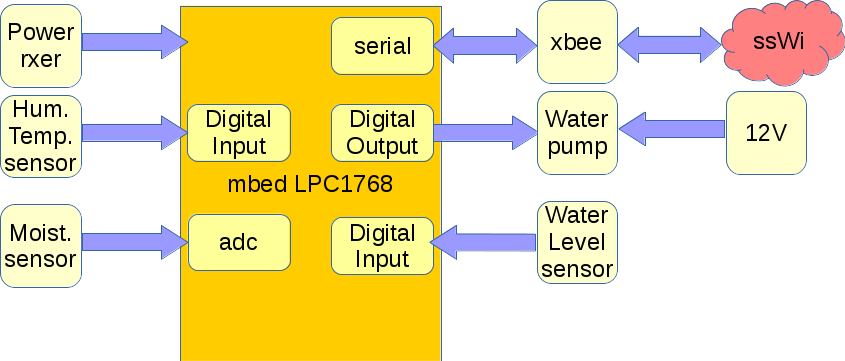 Power
rxer
serial
xbee
ssWi
Hum.
Temp.
sensor
Digital
Input
Digital
Output
Water
pump
12V
mbed LPC1768
Moist.
sensor
adc
Digital
Input
Water
Level
sensor